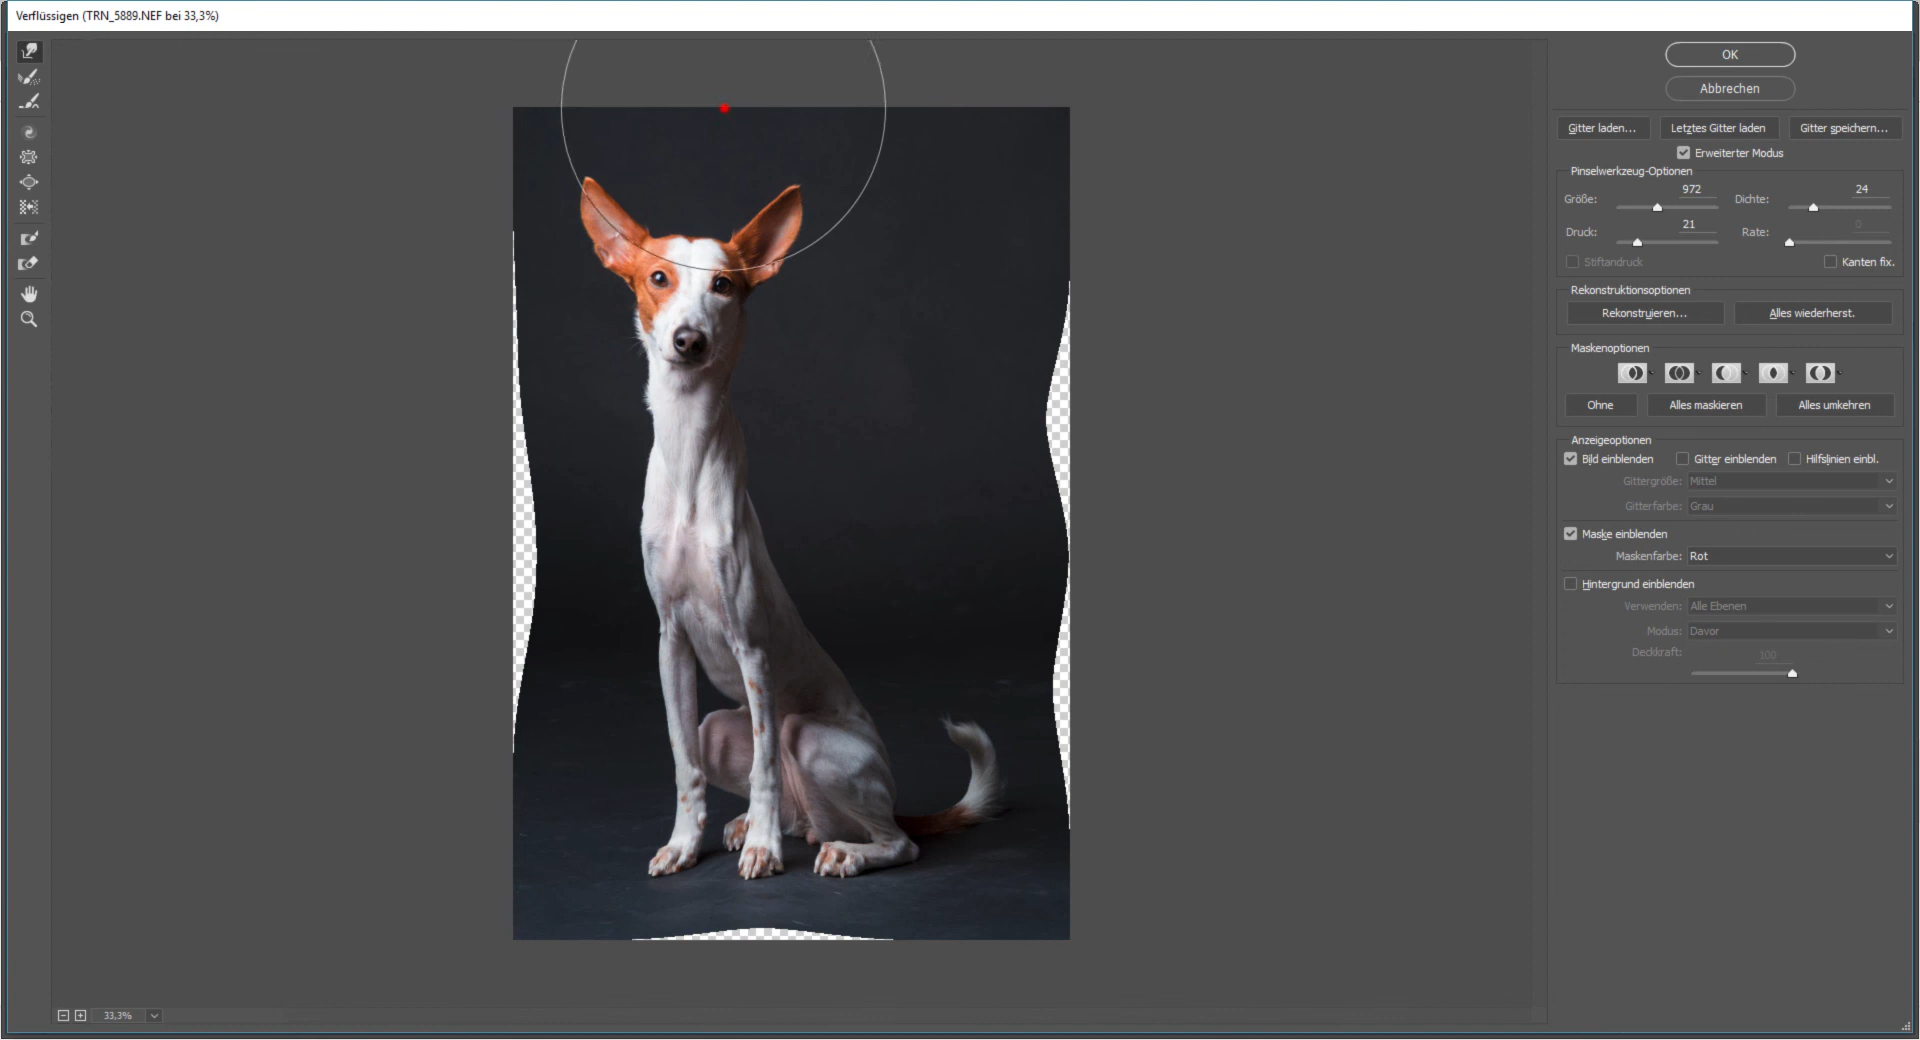 Verflüssigen (TRN_5889.NEF bei 33,3%)
OK
Abbrechen
Gitter laden... Letztes Gitter laden Gitter speichern...
Erweiterter Modus
Pinselwerkzeug-Optionen
Größe: 972 Dichte: 24
Druck: 21 Rate: 0
Stiftandruck Kanten fix.
Rekonstruktionsoptionen
Rekonstruieren... Alles wiederherst.
Maskenoptionen
Ohne Alles maskieren Alles umkehren
Anzeigeoptionen
Bild einblenden Gitter einblenden Hilfslinien einbl.
Gittergröße: Mittel
Gitterfarbe: Grau
Maske einblenden
Maskenfarbe: Rot
Hintergrund einblenden
Verwenden: Alle Ebenen
Modus: Davor
Deckkraft: 100
33,3%